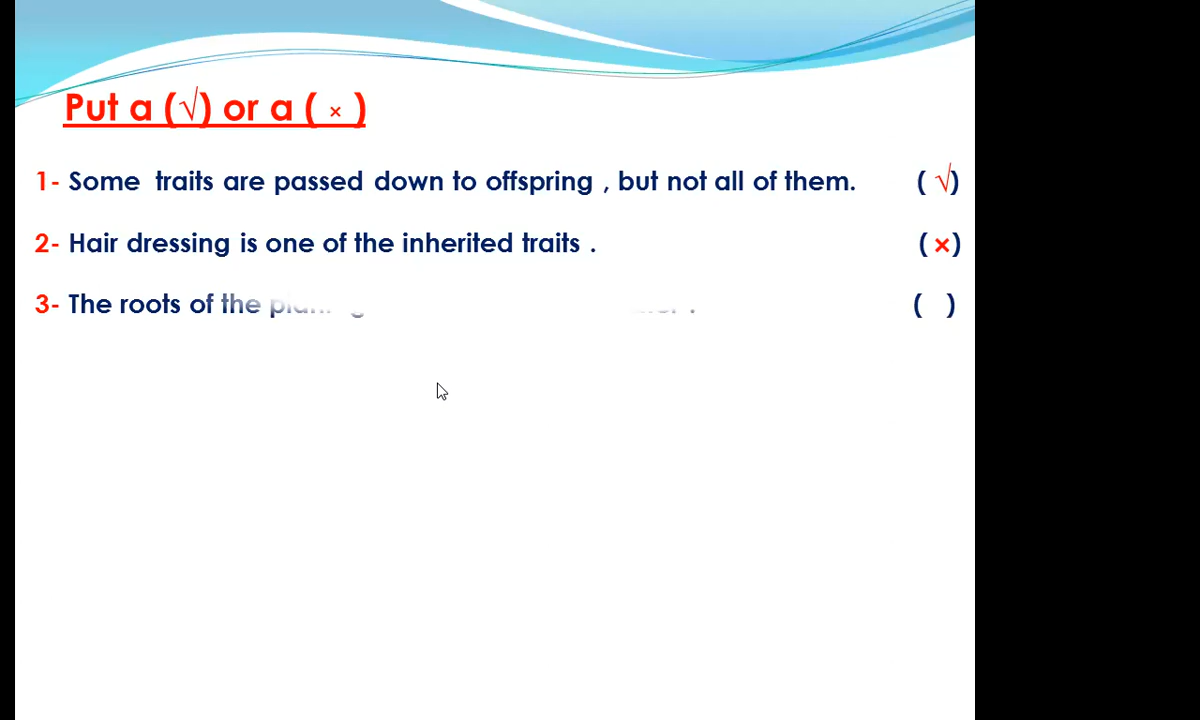 Put a (√) or a ( × )
1- Some traits are passed down to offspring , but not all of them. ( √)
2- Hair dressing is one of the inherited traits . ( ×)
3- The roots of the . ( )